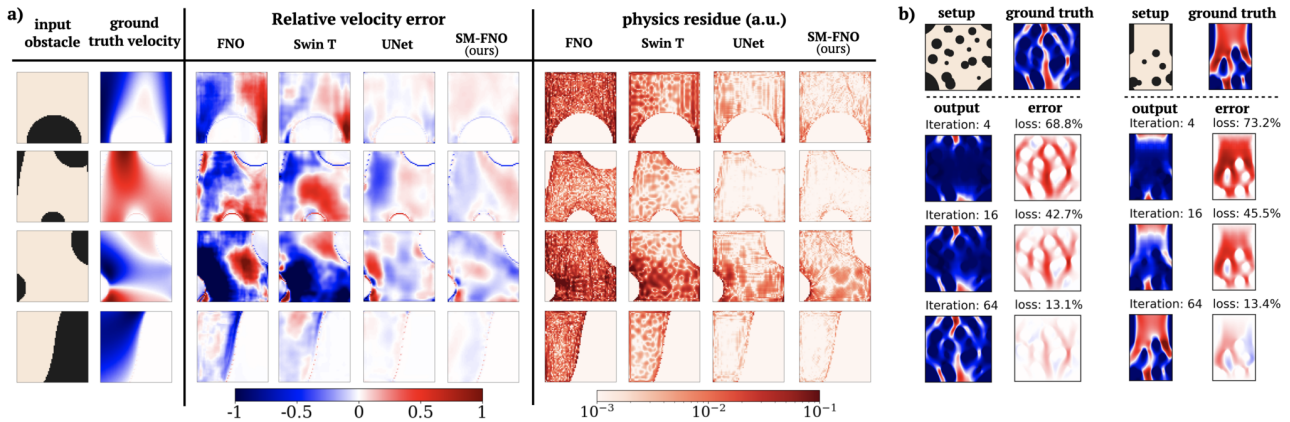 a)
input
obstacle
ground
truth velocity
Relative velocity error
FNO
Swin T
UNet
SM-FNO
(ours)
physics residue (a.u.)
FNO
Swin T
UNet
SM-FNO
(ours)
-1 -0.5 0 0.5 1
10⁻³ 10⁻² 10⁻¹
b)
setup ground truth
output error
Iteration: 4 loss: 68.8%
Iteration: 16 loss: 42.7%
Iteration: 64 loss: 13.1%
setup ground truth
output error
Iteration: 4 loss: 73.2%
Iteration: 16 loss: 45.5%
Iteration: 64 loss: 13.4%